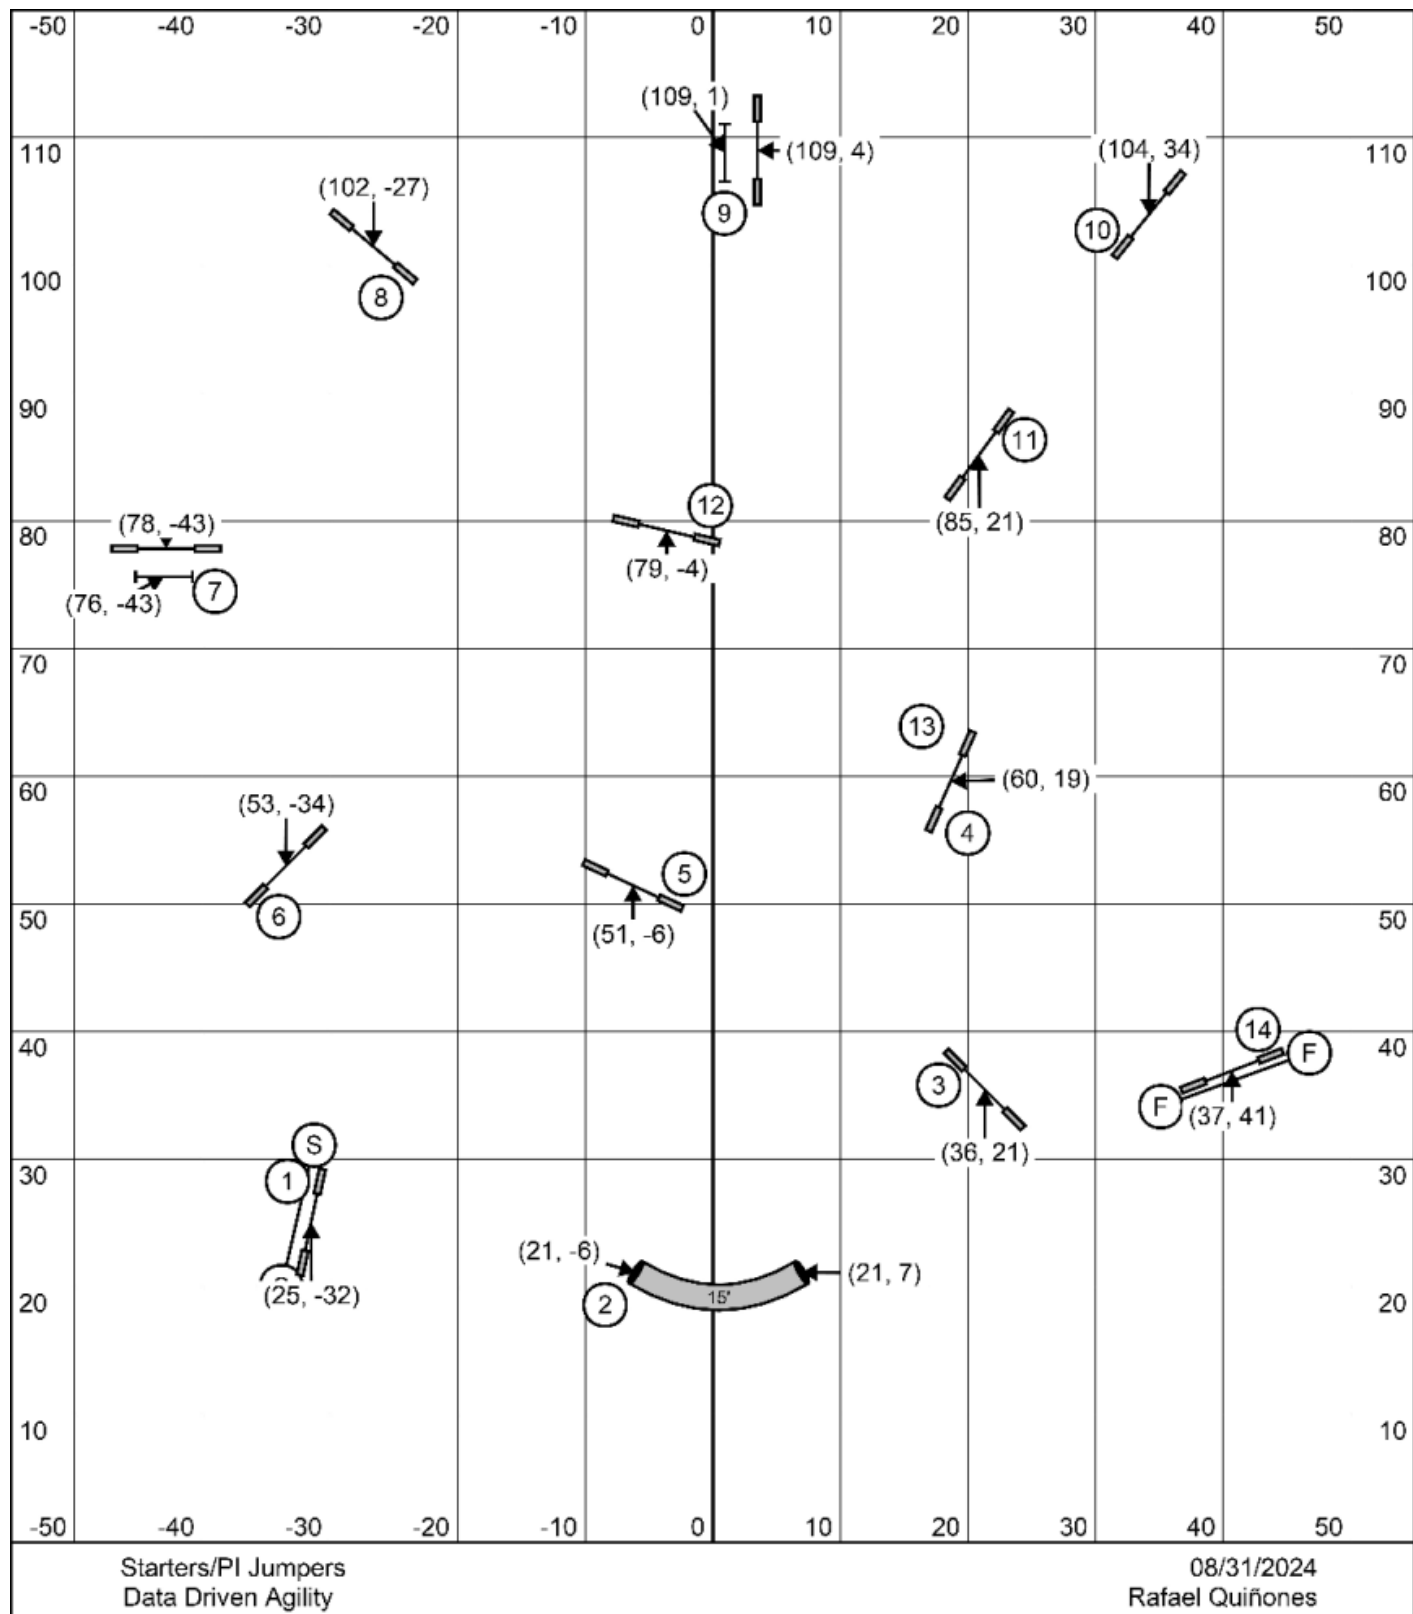 -50 -40 -30 -20 -10 0 10 20 30 40 50
(109, 1)
110 (109, 4) (104, 34) 110
(102, -27)
9 10
100 8 100
90 90
11
12
(78, -43) (85, 21)
80 (79, -4) 80
7
(76, -43)
70 70
13
60 (60, 19) 60
(53, -34)
4
5
50 6 50
(51, -6)
40 14 F 40
3
F (37, 41)
S (36, 21)
30 1 30
(21, -6) (21, 7)
20 (25, -32) 2 15' 20
10 10
-50 -40 -30 -20 -10 0 10 20 30 40 50
Starters/PI Jumpers
Data Driven Agility
08/31/2024
Rafael Quiñones